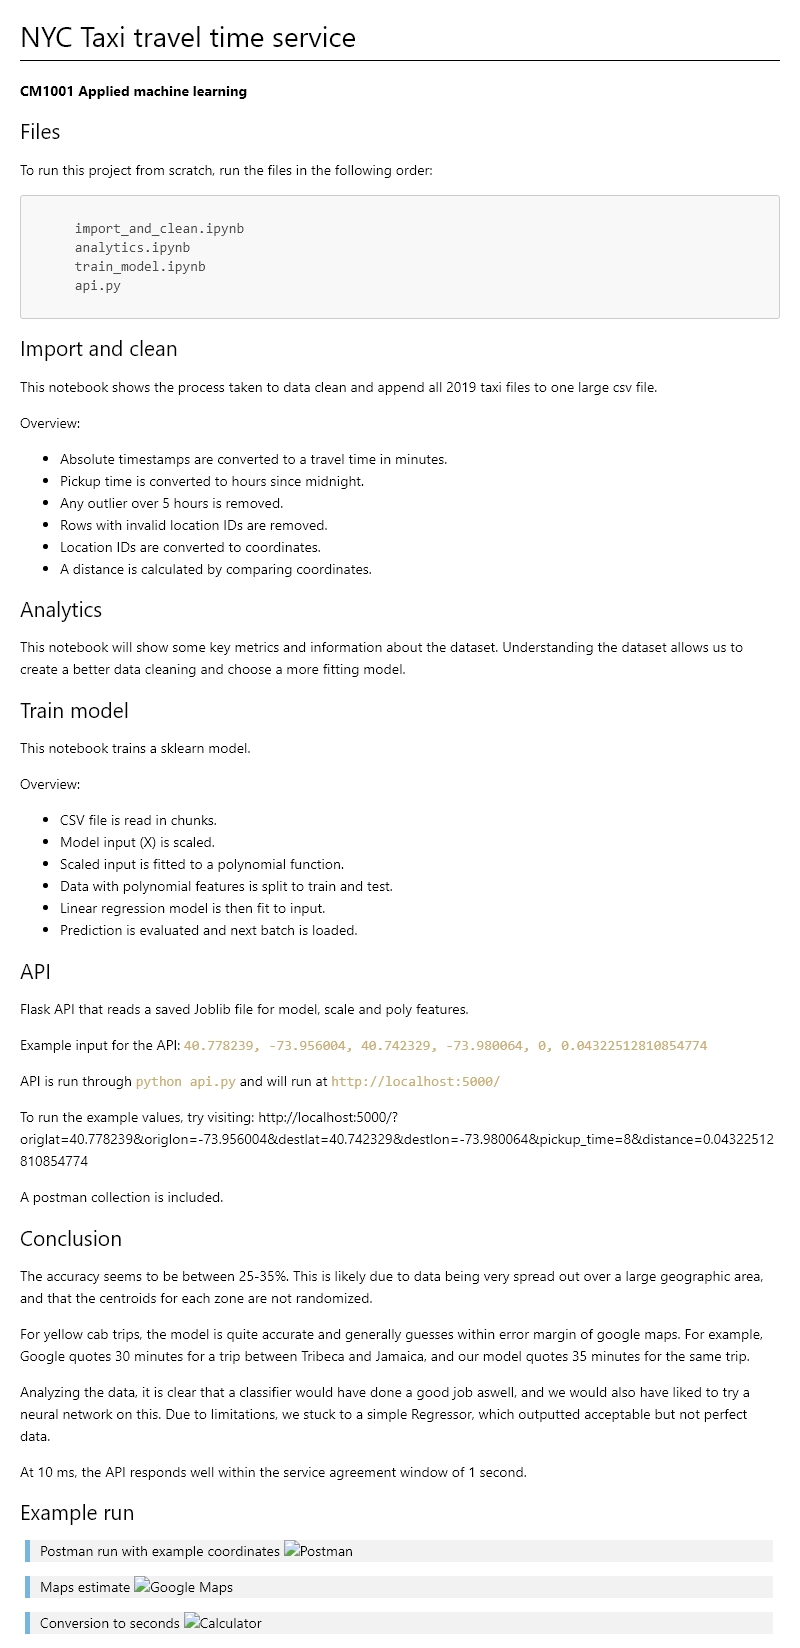 NYC Taxi travel time service
CM1001 Applied machine learning
Files
To run this project from scratch, run the files in the following order:
import_and_clean.ipynb
analytics.ipynb
train_model.ipynb
api.py
Import and clean
This notebook shows the process taken to data clean and append all 2019 taxi files to one large csv file.
Overview:
Absolute timestamps are converted to a travel time in minutes.
Pickup time is converted to hours since midnight.
Any outlier over 5 hours is removed.
Rows with invalid location IDs are removed.
Location IDs are converted to coordinates.
A distance is calculated by comparing coordinates.
Analytics
This notebook will show some key metrics and information about the dataset. Understanding the dataset allows us to
create a better data cleaning and choose a more fitting model.
Train model
This notebook trains a sklearn model.
Overview:
CSV file is read in chunks.
Model input (X) is scaled.
Scaled input is fitted to a polynomial function.
Data with polynomial features is split to train and test.
Linear regression model is then fit to input.
Prediction is evaluated and next batch is loaded.
API
Flask API that reads a saved Joblib file for model, scale and poly features.
Example input for the API: 40.778239, -73.956004, 40.742329, -73.980064, 0, 0.04322512810854774
API is run through python api.py and will run at http://localhost:5000/
To run the example values, try visiting: http://localhost:5000/?
origlat=40.778239&origlon=-73.956004&destlat=40.742329&destlon=-73.980064&pickup_time=8&distance=0.04322512
810854774
A postman collection is included.
Conclusion
The accuracy seems to be between 25-35%. This is likely due to data being very spread out over a large geographic area,
and that the centroids for each zone are not randomized.
For yellow cab trips, the model is quite accurate and generally guesses within error margin of google maps. For example,
Google quotes 30 minutes for a trip between Tribeca and Jamaica, and our model quotes 35 minutes for the same trip.
Analyzing the data, it is clear that a classifier would have done a good job aswell, and we would also have liked to try a
neural network on this. Due to limitations, we stuck to a simple Regressor, which outputted acceptable but not perfect
data.
At 10 ms, the API responds well within the service agreement window of 1 second.
Example run
Postman run with example coordinates Postman
Maps estimate Google Maps
Conversion to seconds Calculator